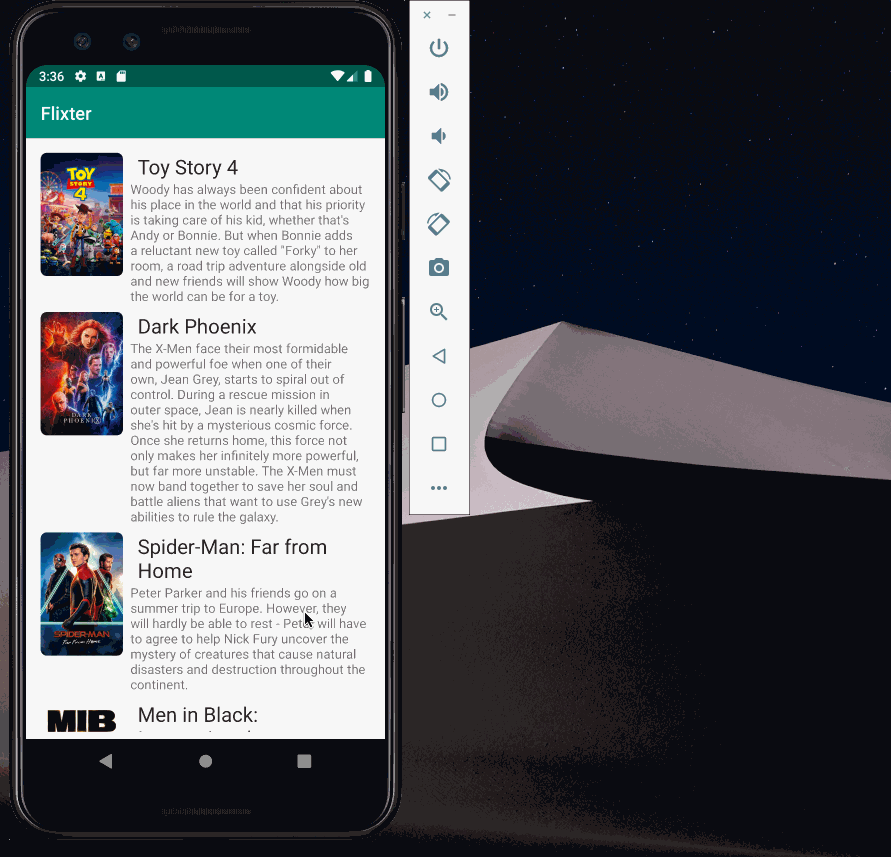 3:36
Flixter
TOY
STORY
4
Toy Story 4
Woody has always been confident about
his place in the world and that his priority
is taking care of his kid, whether that's
Andy or Bonnie. But when Bonnie adds
a reluctant new toy called "Forky" to her
room, a road trip adventure alongside old
and new friends will show Woody how big
the world can be for a toy.
DARK
PHOENIX
Dark Phoenix
The X-Men face their most formidable
and powerful foe when one of their
own, Jean Grey, starts to spiral out of
control. During a rescue mission in
outer space, Jean is nearly killed when
she's hit by a mysterious cosmic force.
Once she returns home, this force not
only makes her infinitely more powerful,
but far more unstable. The X-Men must
now band together to save her soul and
battle aliens that want to use Grey's new
abilities to rule the galaxy.
SPIDER-MAN
Far From Home
Spider-Man: Far from
Home
Peter Parker and his friends go on a
summer trip to Europe. However, they
will hardly be able to rest - Peter will have
to agree to help Nick Fury uncover the
mystery of creatures that cause natural
disasters and destruction throughout the
continent.
MIB
Men in Black: